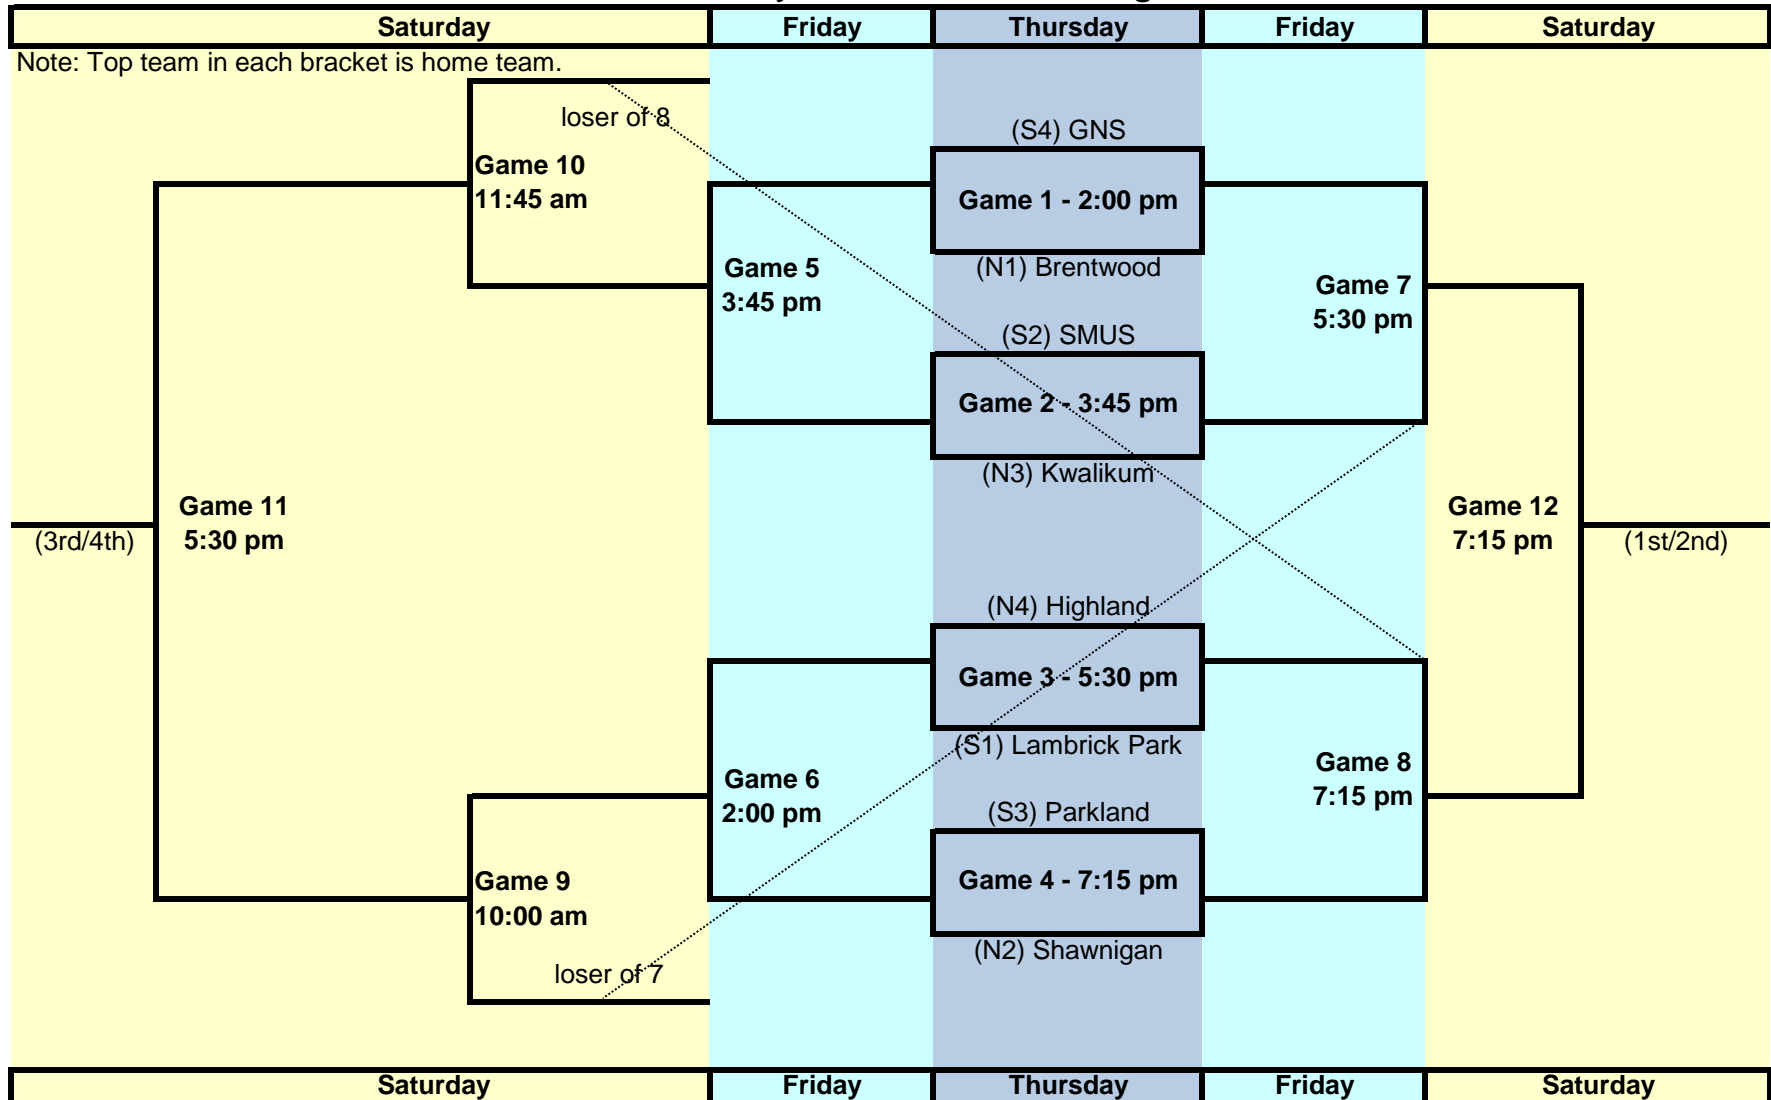 Saturday Friday Thursday Friday Saturday
Note: Top team in each bracket is home team.
loser of 8
(S4) GNS
Game 10
11:45 am
Game 1 - 2:00 pm
(N1) Brentwood
Game 5
3:45 pm
Game 7
5:30 pm
(S2) SMUS
Game 2 - 3:45 pm
(N3) Kwalikum
Game 11
5:30 pm
(3rd/4th)
Game 12
7:15 pm
(1st/2nd)
(N4) Highland
Game 3 - 5:30 pm
(S1) Lambrick Park
Game 6
2:00 pm
Game 8
7:15 pm
(S3) Parkland
Game 9
10:00 am
Game 4 - 7:15 pm
(N2) Shawnigan
loser of 7
Saturday Friday Thursday Friday Saturday